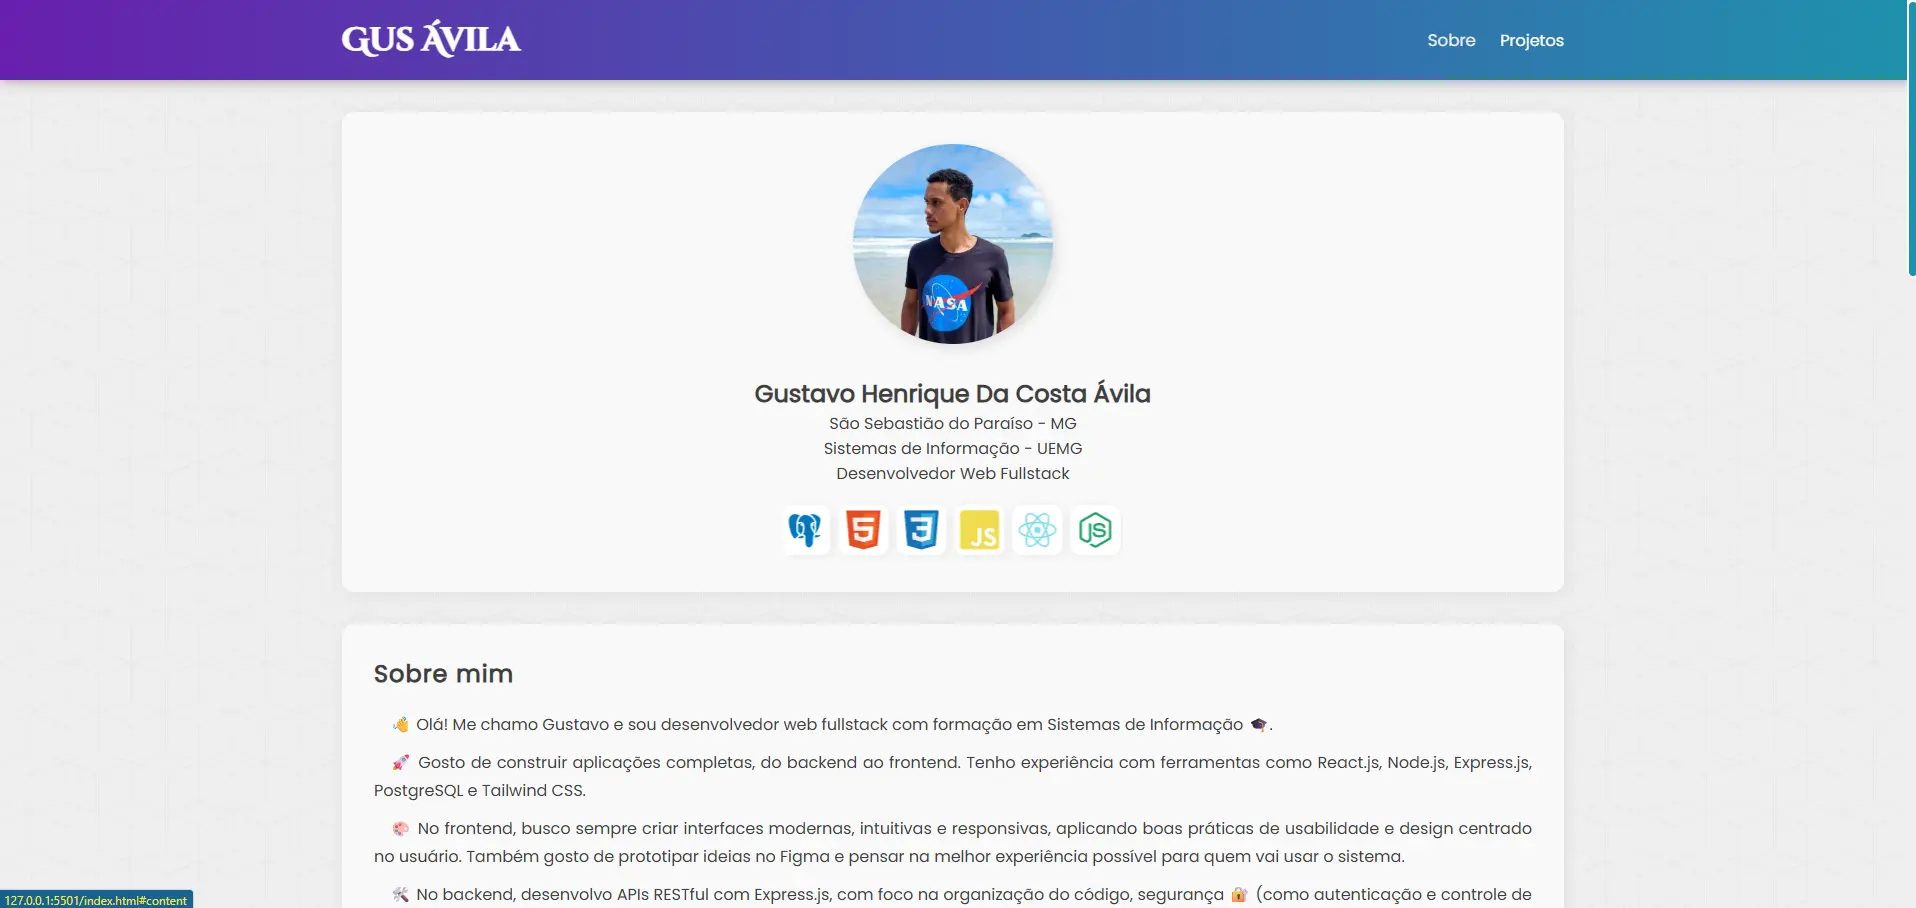 GUS ÁVILA
Sobre Projetos
NASA
Gustavo Henrique Da Costa Ávila
São Sebastião do Paraíso - MG
Sistemas de Informação - UEMG
Desenvolvedor Web Fullstack
5 3 JS JS
Sobre mim
👋 Olá! Me chamo Gustavo e sou desenvolvedor web fullstack com formação em Sistemas de Informação 🎓.
🚀 Gosto de construir aplicações completas, do backend ao frontend. Tenho experiência com ferramentas como React.js, Node.js, Express.js,
PostgreSQL e Tailwind CSS.
🎨 No frontend, busco sempre criar interfaces modernas, intuitivas e responsivas, aplicando boas práticas de usabilidade e design centrado
no usuário. Também gosto de prototipar ideias no Figma e pensar na melhor experiência possível para quem vai usar o sistema.
🛠️ No backend, desenvolvo APIs RESTful com Express.js, com foco na organização do código, segurança 🔐 (como autenticação e controle de
127.0.0.1:5501/index.html#content